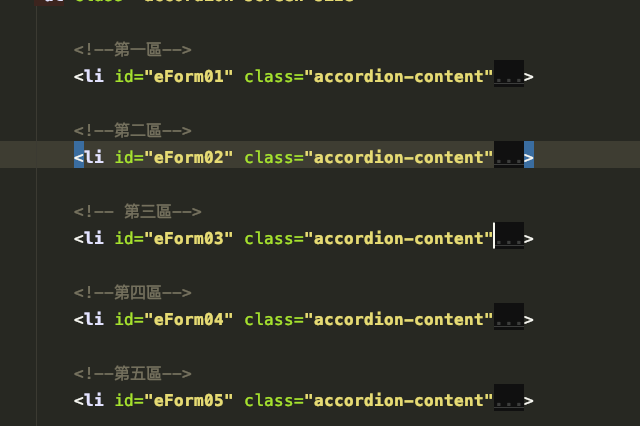 <!--第一區-->
<li id="eForm01" class="accordion-content"...>
<!--第二區-->
<li id="eForm02" class="accordion-content"...>
<!-- 第三區-->
<li id="eForm03" class="accordion-content"...>
<!--第四區-->
<li id="eForm04" class="accordion-content"...>
<!--第五區-->
<li id="eForm05" class="accordion-content"...>